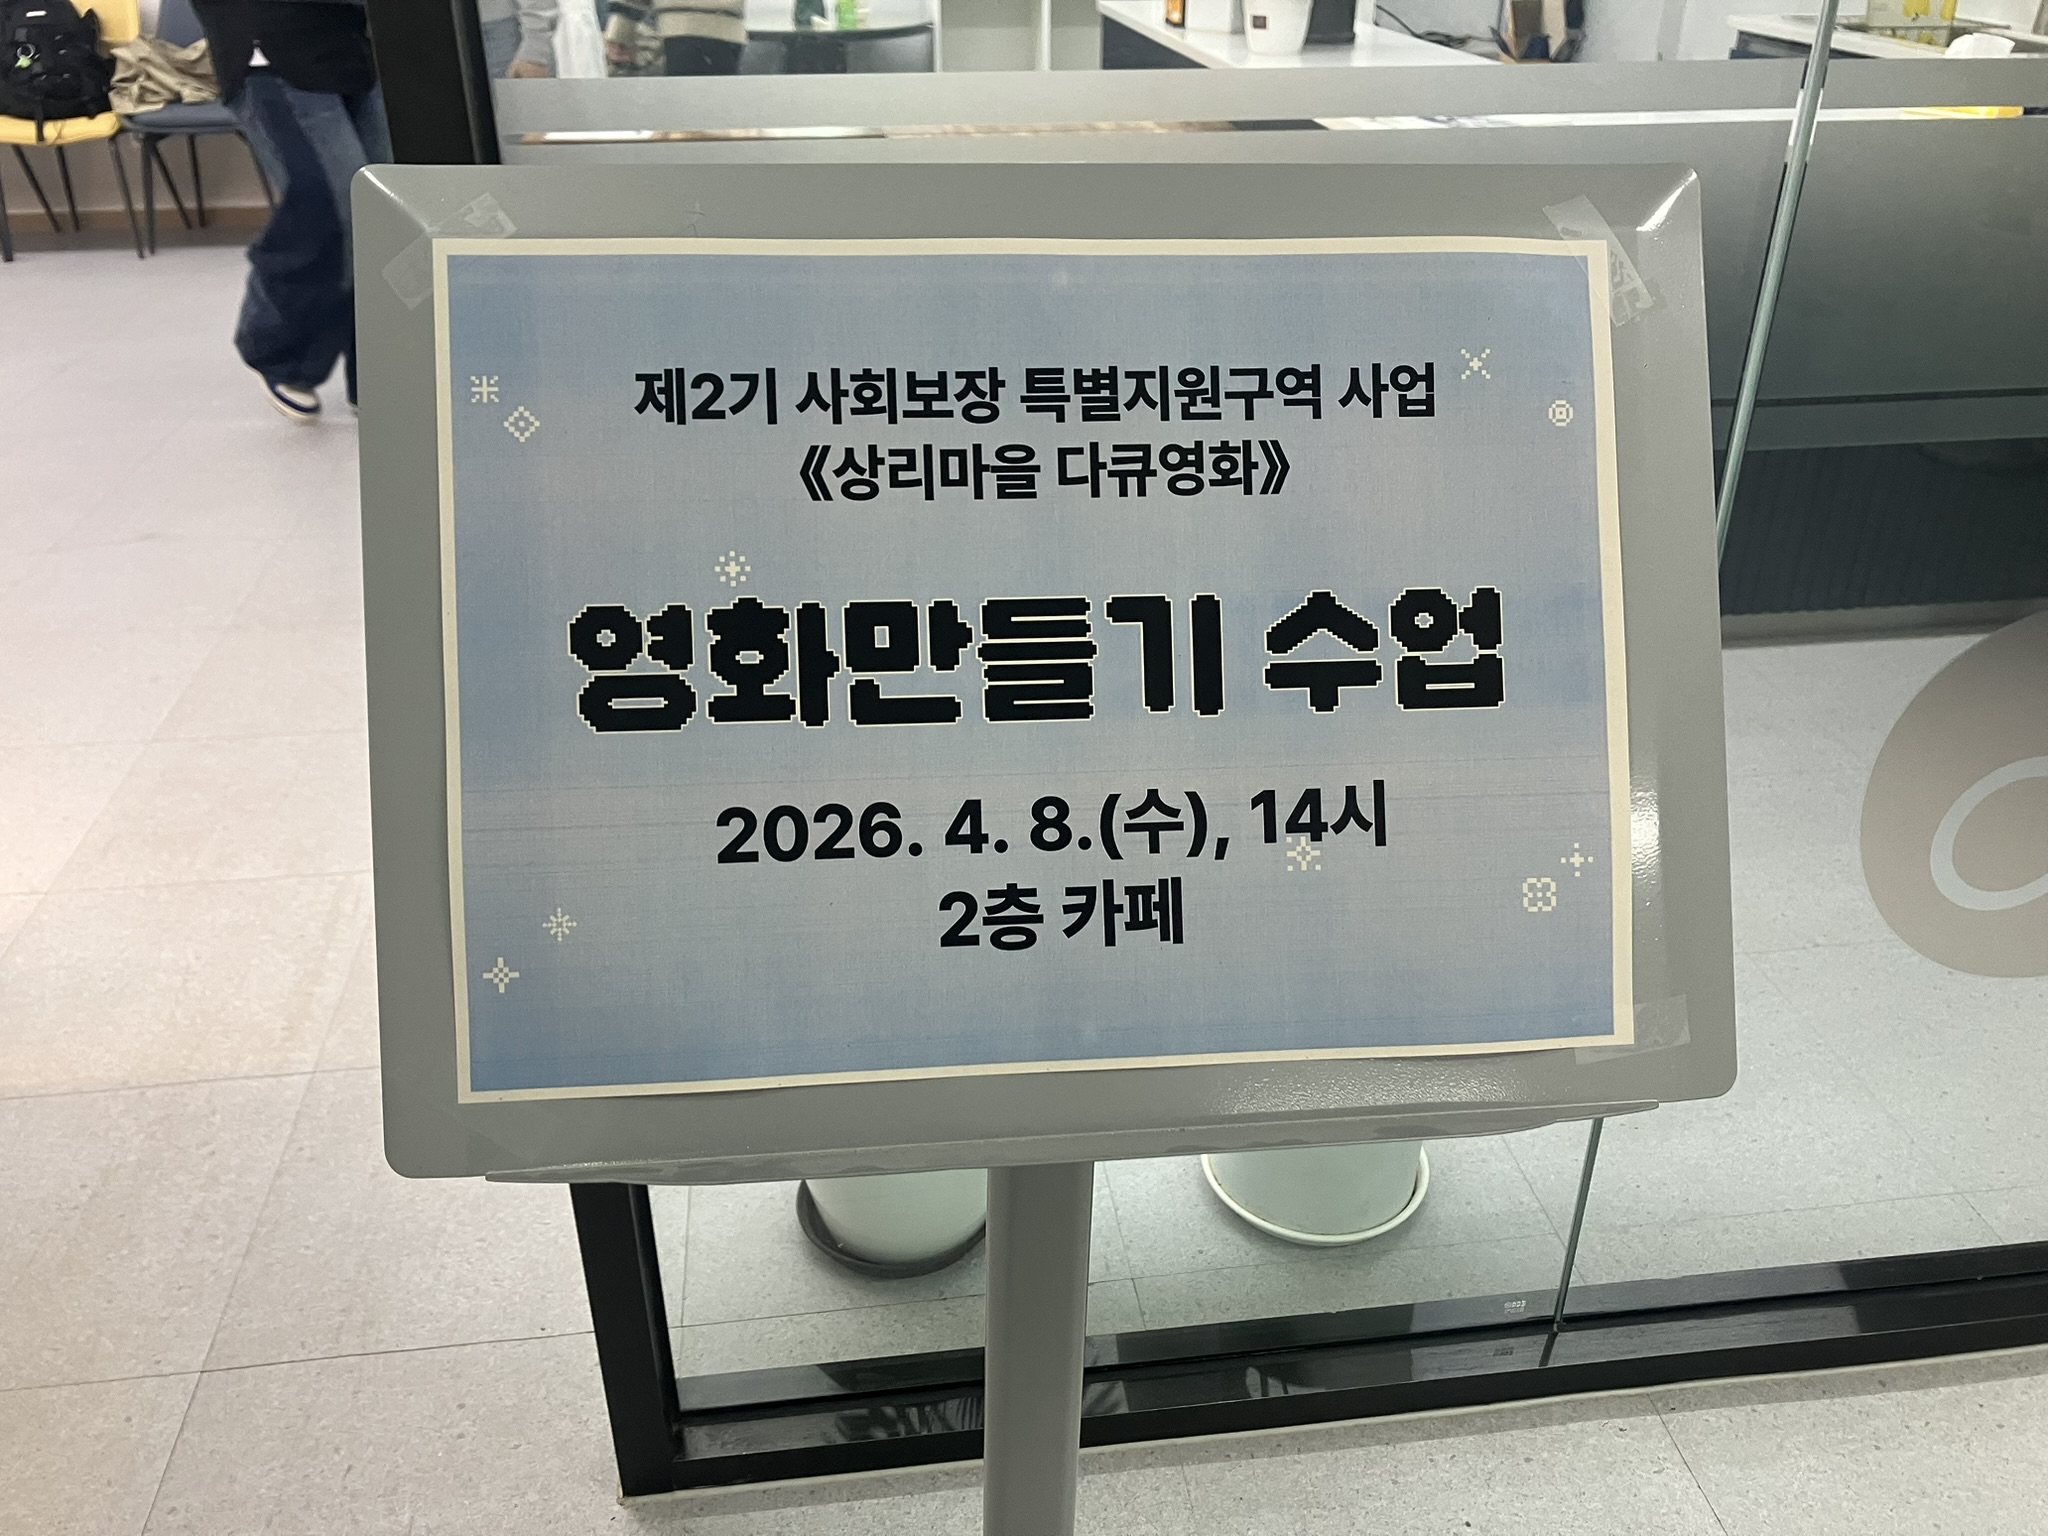 제2기 사회보장 특별지원구역 사업
《상리마을 다큐영화》
영화만들기 수업
2026. 4. 8.(수), 14시
2층 카페